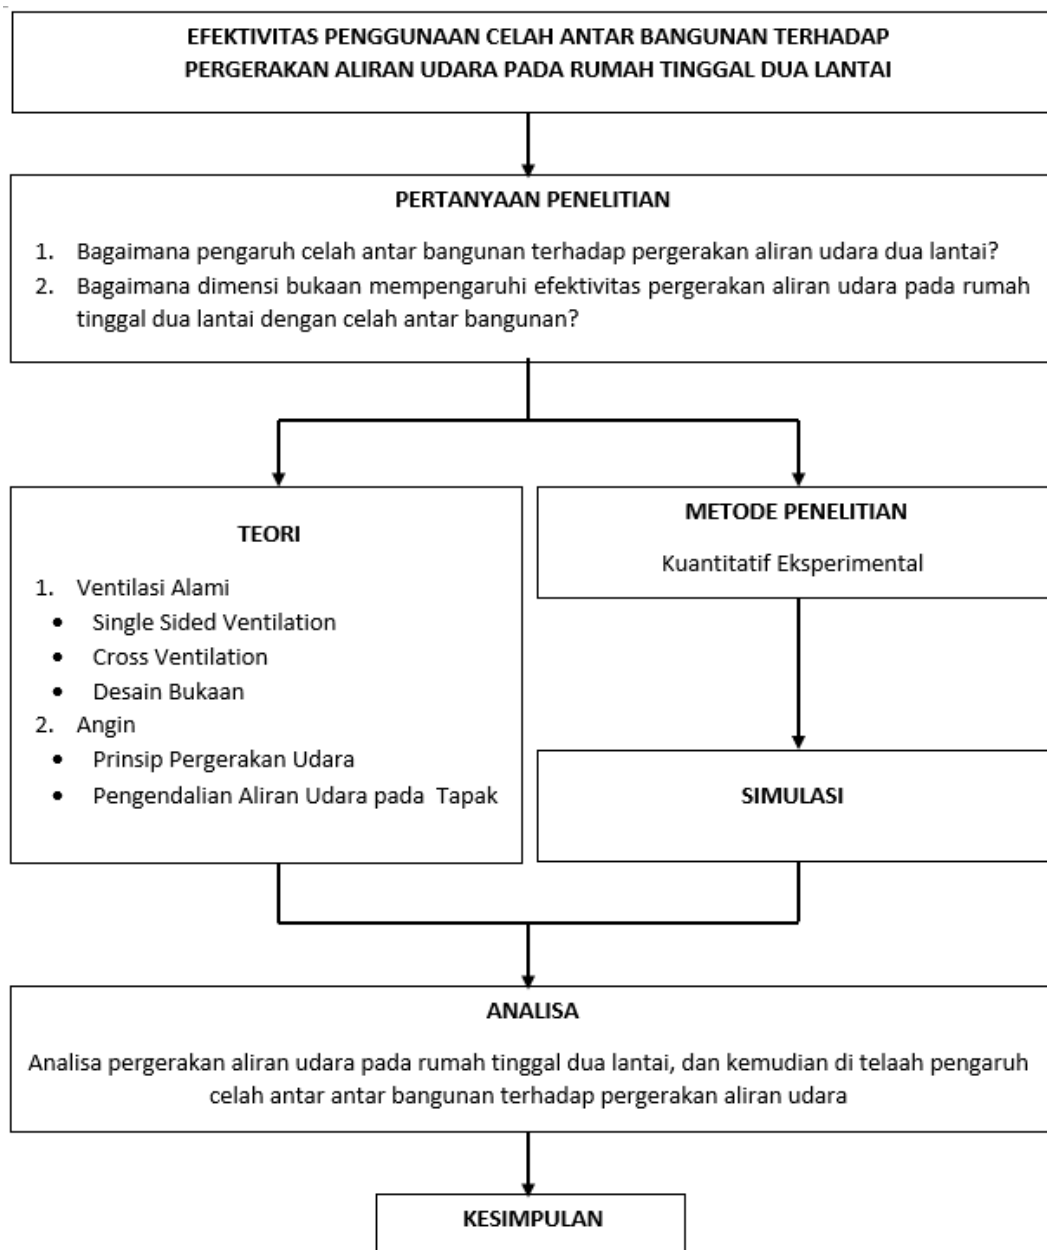 EFEKTIVITAS PENGGUNAAN CELAH ANTAR BANGUNAN TERHADAP
PERGERAKAN ALIRAN UDARA PADA RUMAH TINGGAL DUA LANTAI
PERTANYAAN PENELITIAN
1. Bagaimana pengaruh celah antar bangunan terhadap pergerakan aliran udara dua lantai?
2. Bagaimana dimensi bukaan mempengaruhi efektivitas pergerakan aliran udara pada rumah
tinggal dua lantai dengan celah antar bangunan?
TEORI
1. Ventilasi Alami
• Single Sided Ventilation
• Cross Ventilation
• Desain Bukaan
2. Angin
• Prinsip Pergerakan Udara
• Pengendalian Aliran Udara pada Tapak
METODE PENELITIAN
Kuantitatif Eksperimental
SIMULASI
ANALISA
Analisa pergerakan aliran udara pada rumah tinggal dua lantai, dan kemudian di telaah pengaruh
celah antar antar bangunan terhadap pergerakan aliran udara
KESIMPULAN